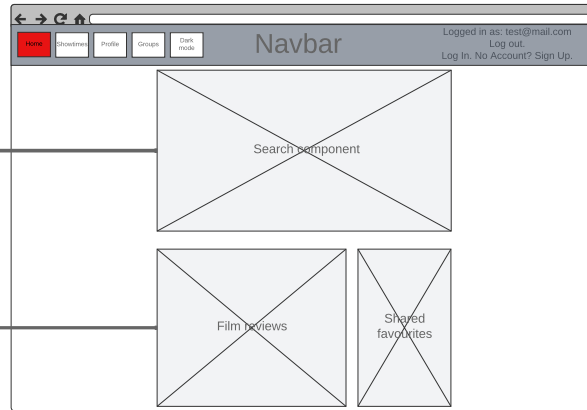 Home
Showtimes
Profile
Groups
Dark
mode
Navbar
Logged in as: test@mail.com
Log out.
Log In. No Account? Sign Up.
Search component
Film reviews
Shared
favourites